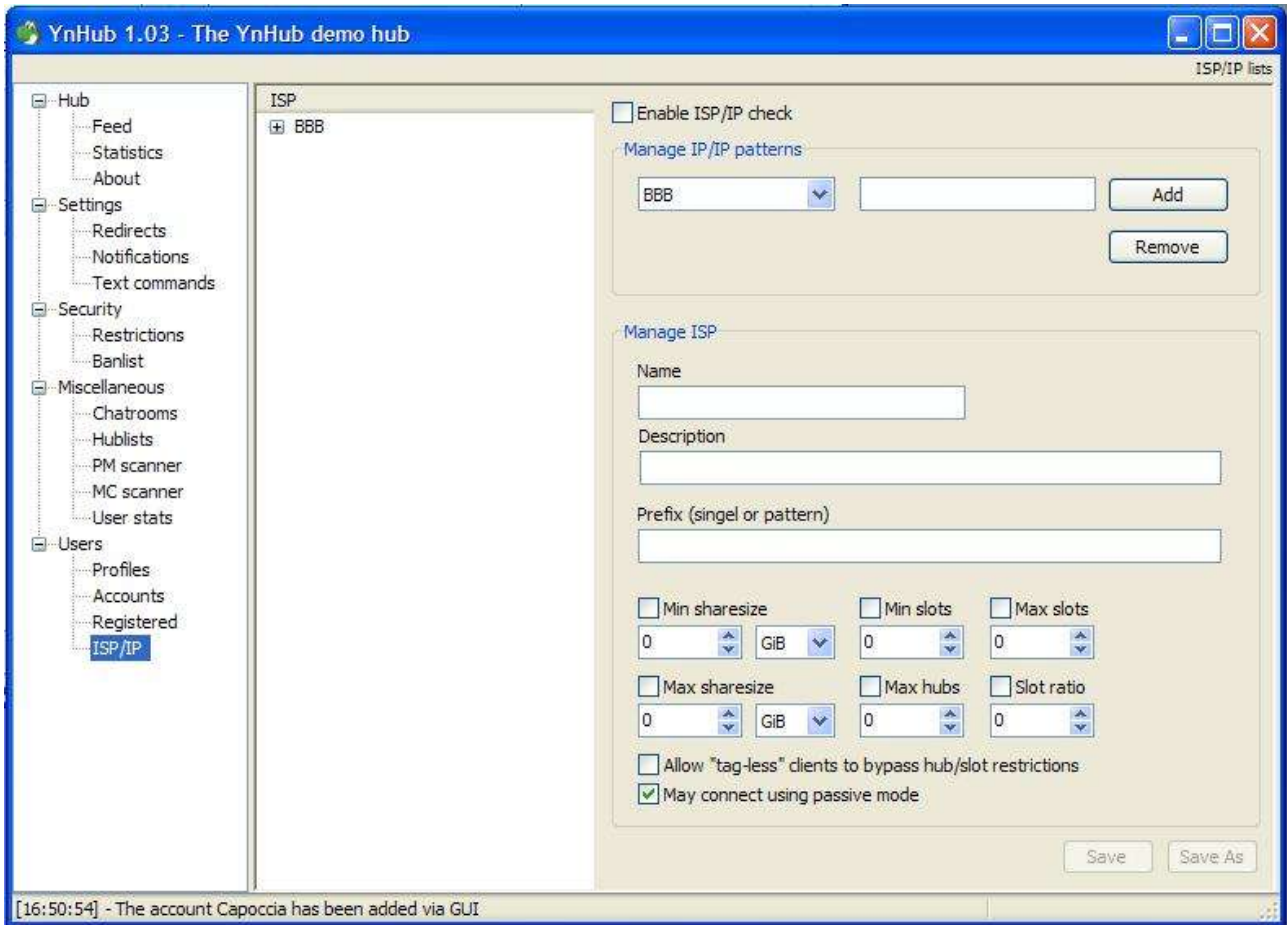 YnHub 1.03 - The YnHub demo hub
ISP/IP lists
Hub
Feed
Statistics
About
Settings
Redirects
Notifications
Text commands
Security
Restrictions
Banlist
Miscellaneous
Chatrooms
Hublists
PM scanner
MC scanner
User stats
Users
Profiles
Accounts
Registered
ISP/IP
ISP
BBB
Enable ISP/IP check
Manage IP/IP patterns
BBB Add
Remove
Manage ISP
Name
Description
Prefix (singel or pattern)
Min sharesize Min slots Max slots
0 GiB 0 0
Max sharesize Max hubs Slot ratio
0 GiB 0 0
Allow "tag-less" clients to bypass hub/slot restrictions
May connect using passive mode
Save Save As
[16:50:54] - The account Capoccia has been added via GUI